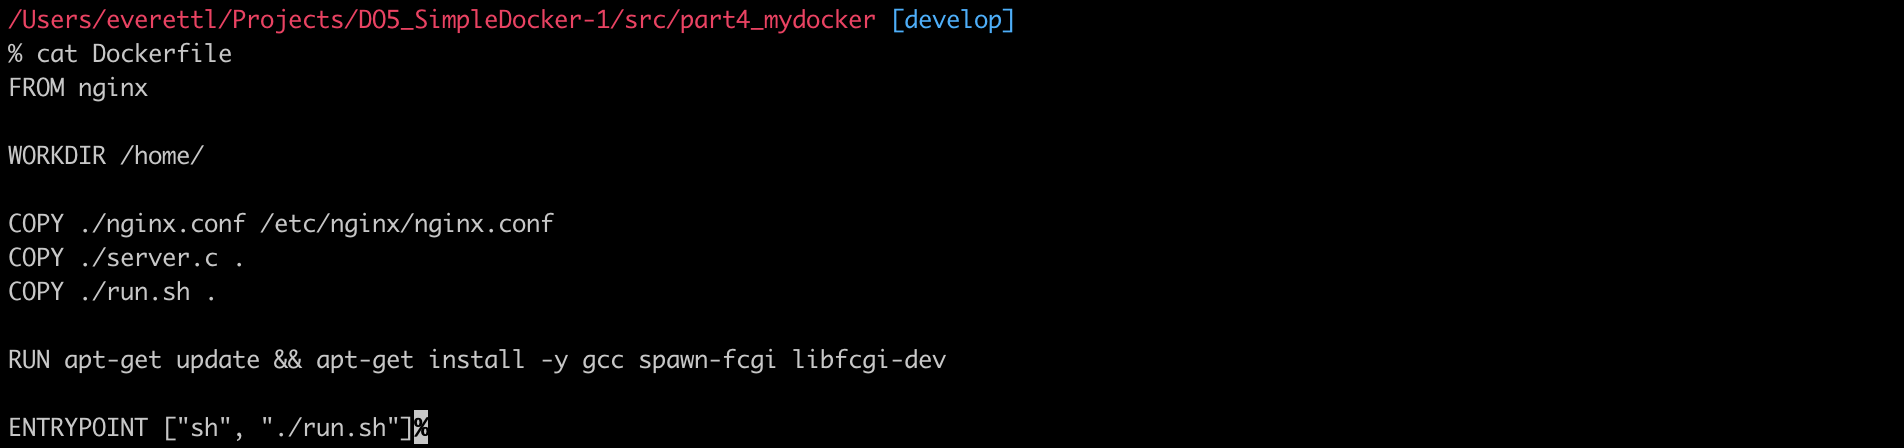 /Users/everettl/Projects/DO5_SimpleDocker-1/src/part4_mydocker [develop]
% cat Dockerfile
FROM nginx
WORKDIR /home/
COPY ./nginx.conf /etc/nginx/nginx.conf
COPY ./server.c .
COPY ./run.sh .
RUN apt-get update && apt-get install -y gcc spawn-fcgi libfcgi-dev
ENTRYPOINT ["sh", "./run.sh"]%